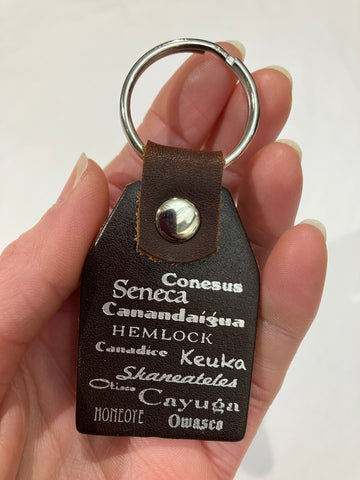 Conesus
Seneca
Canandaigua
HEMLOCK
Canadice Keuka
Skaneateles
Otisco Cayuga
HONEOYE Owasco